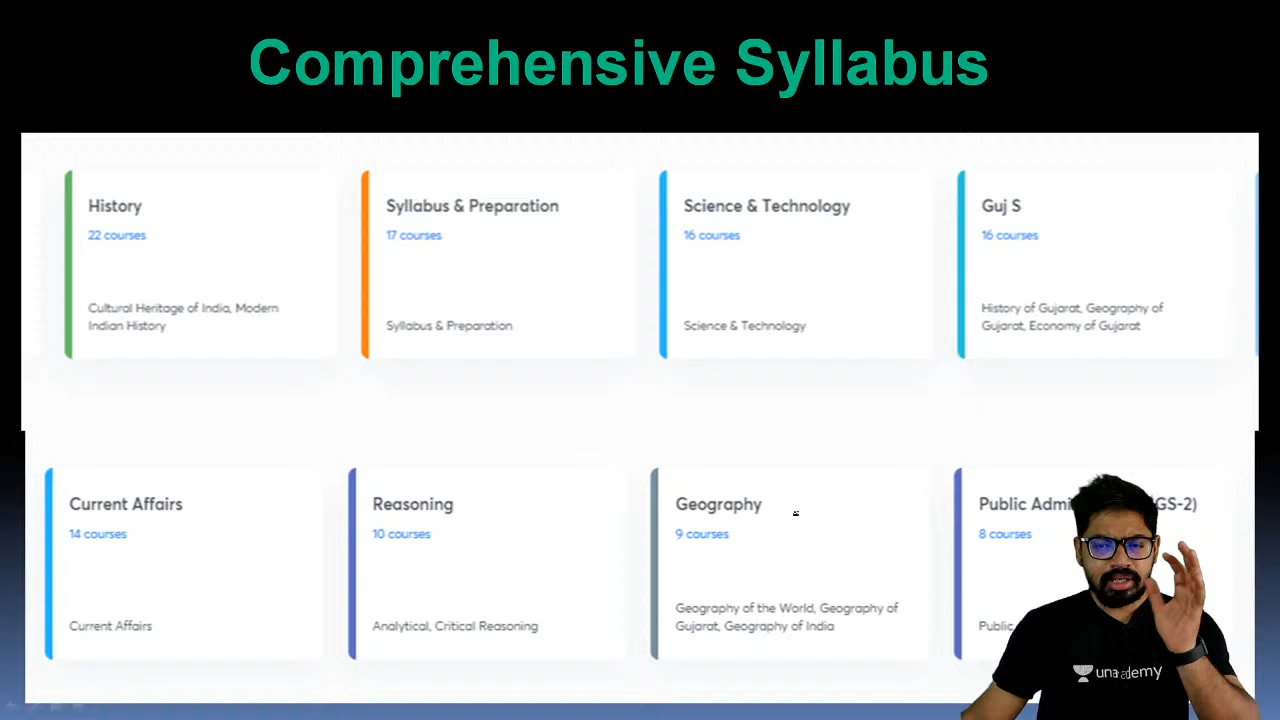 Comprehensive Syllabus
History
22 courses
Cultural Heritage of India, Modern
Indian History
Syllabus & Preparation
17 courses
Syllabus & Preparation
Science & Technology
16 courses
Science & Technology
Guj S
16 courses
History of Gujarat, Geography of
Gujarat, Economy of Gujarat
Current Affairs
14 courses
Current Affairs
Reasoning
10 courses
Analytical, Critical Reasoning
Geography
9 courses
Geography of the World, Geography of
Gujarat, Geography of India
Public GS-2)
8 courses
Public
unacademy